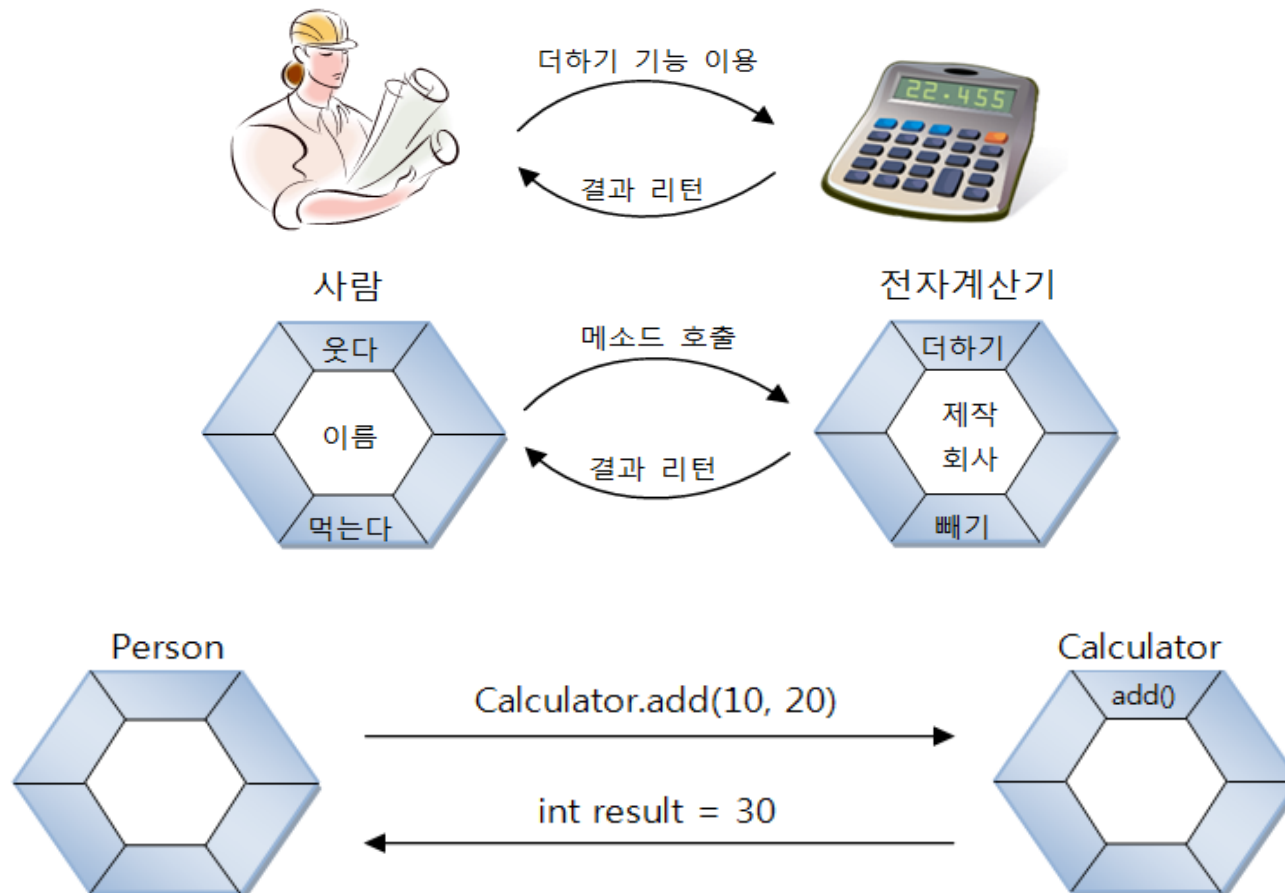 더하기 기능 이용
22.455
결과 리턴
사람
전자계산기
웃다
메소드 호출
더하기
이름
제작
회사
결과 리턴
먹는다
빼기
Person
Calculator
Calculator.add(10, 20)
add()
int result = 30